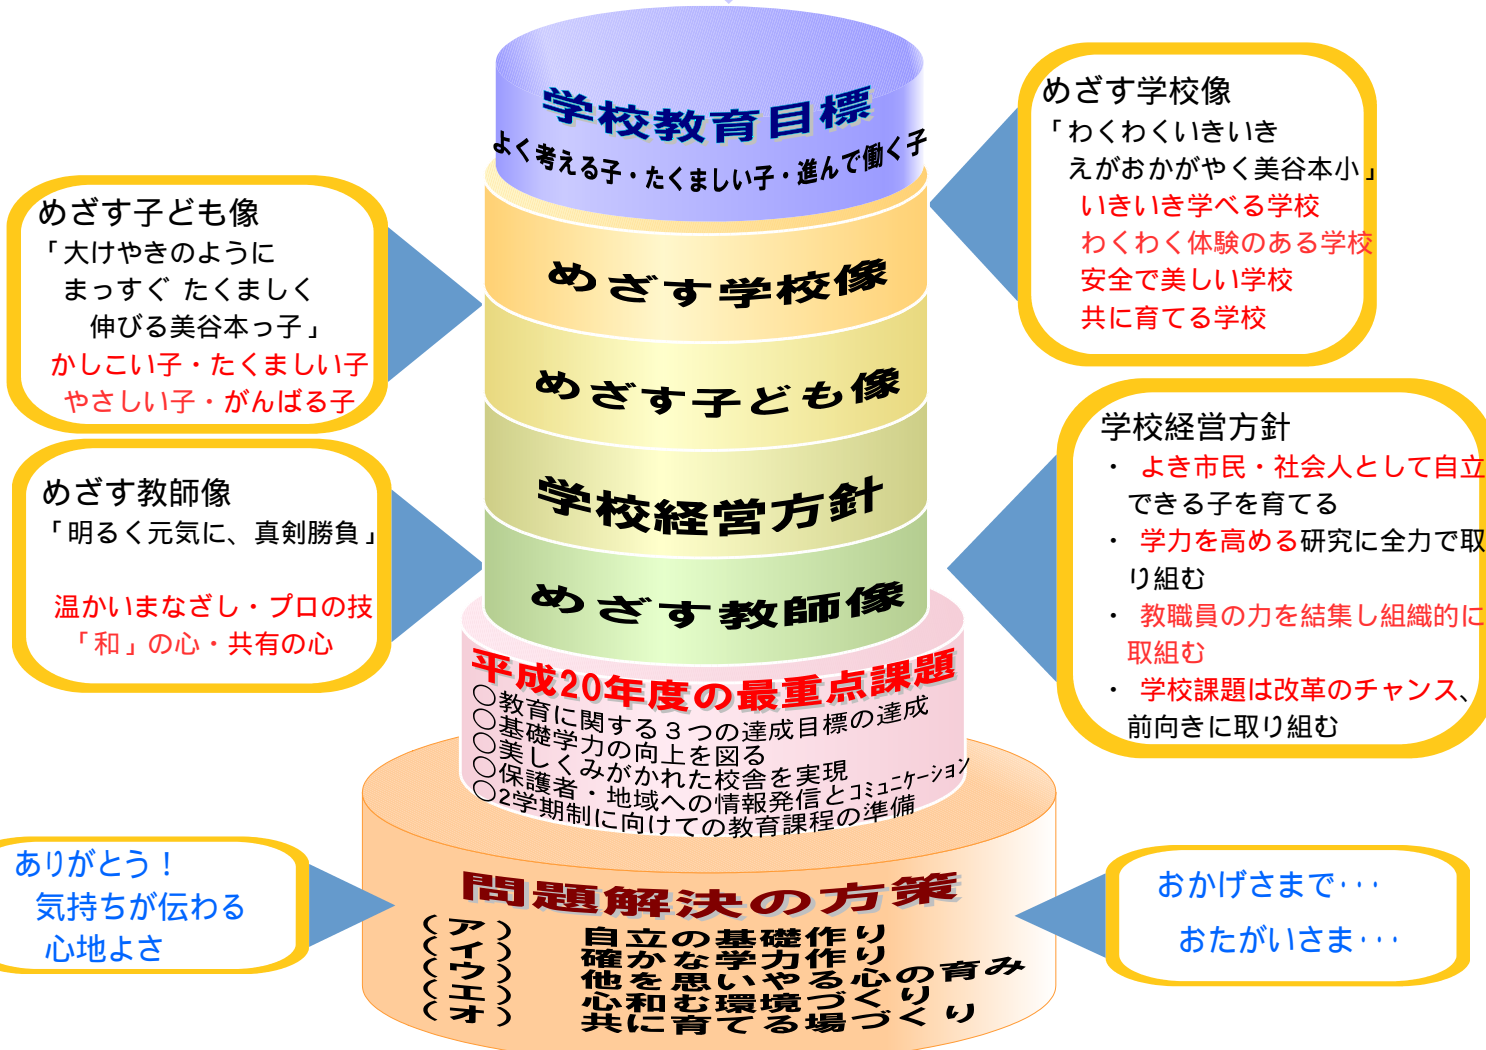 学校教育目標
よく考える子・たくましい子・進んで働く子
めざす学校像
めざす子ども像
学校経営方針
めざす教師像
平成20年度の最重点課題
○教育に関する３つの達成目標の達成
○基礎学力の向上を図る
○美しくみがかれた校舎を実現
○保護者・地域への情報発信とｺﾐｭﾆｹｰｼｮﾝ
○2学期制に向けての教育課程の準備
問題解決の方策
（ア） 自立の基礎作り
（イ） 確かな学力作り
（ウ） 他を思いやる心の育み
（エ） 心和む環境づくり
（オ） 共に育てる場づくり
めざす子ども像
「大けやきのように
まっすぐ たくましく
伸びる美谷本っ子」
かしこい子・たくましい子
やさしい子・がんばる子
めざす教師像
「明るく元気に、真剣勝負」
温かいまなざし・プロの技
「和」の心・共有の心
めざす学校像
「わくわくいきいき
えがおかがやく美谷本小」
いきいき学べる学校
わくわく体験のある学校
安全で美しい学校
共に育てる学校
学校経営方針
・ よき市民・社会人として自立
できる子を育てる
・ 学力を高める研究に全力で取
り組む
・ 教職員の力を結集し組織的に
取組む
・ 学校課題は改革のチャンス、
前向きに取り組む
ありがとう！
気持ちが伝わる
心地よさ
おかげさまで･･･
おたがいさま･･･